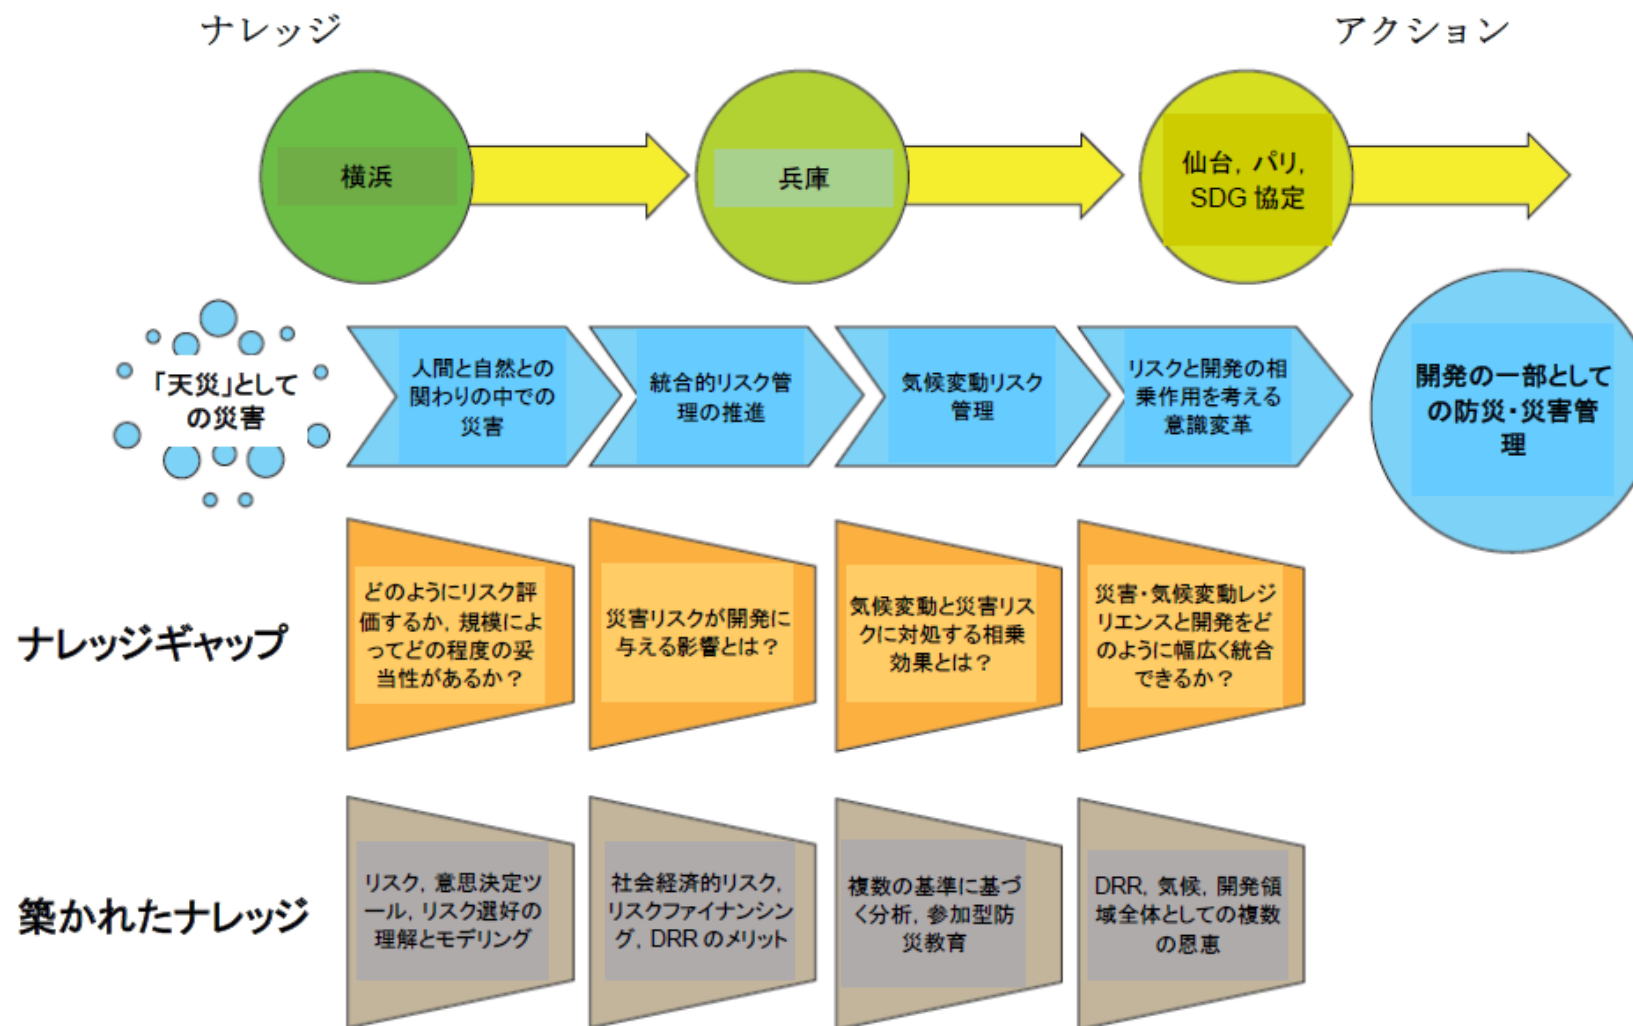 ナレッジ
アクション
横浜
兵庫
仙台, パリ,
SDG 協定
「天災」として
の災害
人間と自然との
関わりの中での
災害
統合的リスク管
理の推進
気候変動リスク
管理
リスクと開発の相
乗作用を考える
意識変革
開発の一部として
の防災・災害管
理
ナレッジギャップ
どのようにリスク評
価するか, 規模によ
ってどの程度の妥
当性があるか？
災害リスクが開発に
与える影響とは？
気候変動と災害リス
クに対処する相乗
効果とは？
災害・気候変動レジ
リエンスと開発をど
のように幅広く統合
できるか？
築かれたナレッジ
リスク, 意思決定ツ
ール, リスク選好の
理解とモデリング
社会経済的リスク,
リスクファイナンシン
グ, DRR のメリット
複数の基準に基づ
く分析, 参加型防
災教育
DRR, 気候, 開発領
域全体としての複数
の恩恵